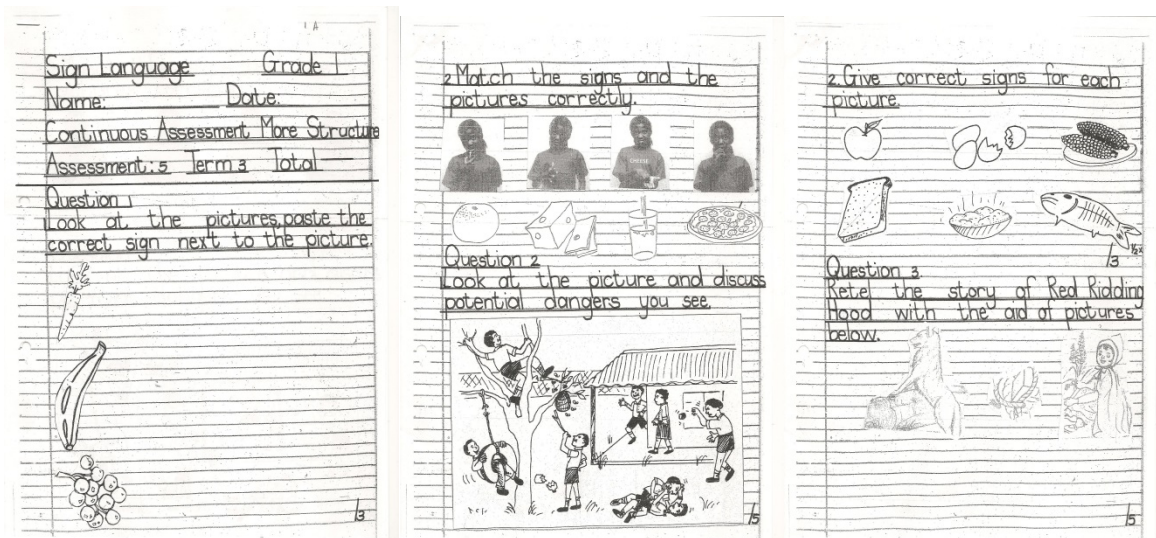 Sign Language Grade 1
Name: Date:
Continuous Assessment More Structure
Assessment: 5 Term 3 Total
Question 1
Look at the pictures, paste the
correct sign next to the picture.
/3
2 Match the signs and the
pictures correctly.
CHEESE
Question 2
Look at the picture and discuss
potential dangers you see.
/5
2. Give correct signs for each
picture.
½x
/3
Question 3
Retel the story of Red Ridding
Hood with the aid of pictures
below.
/5